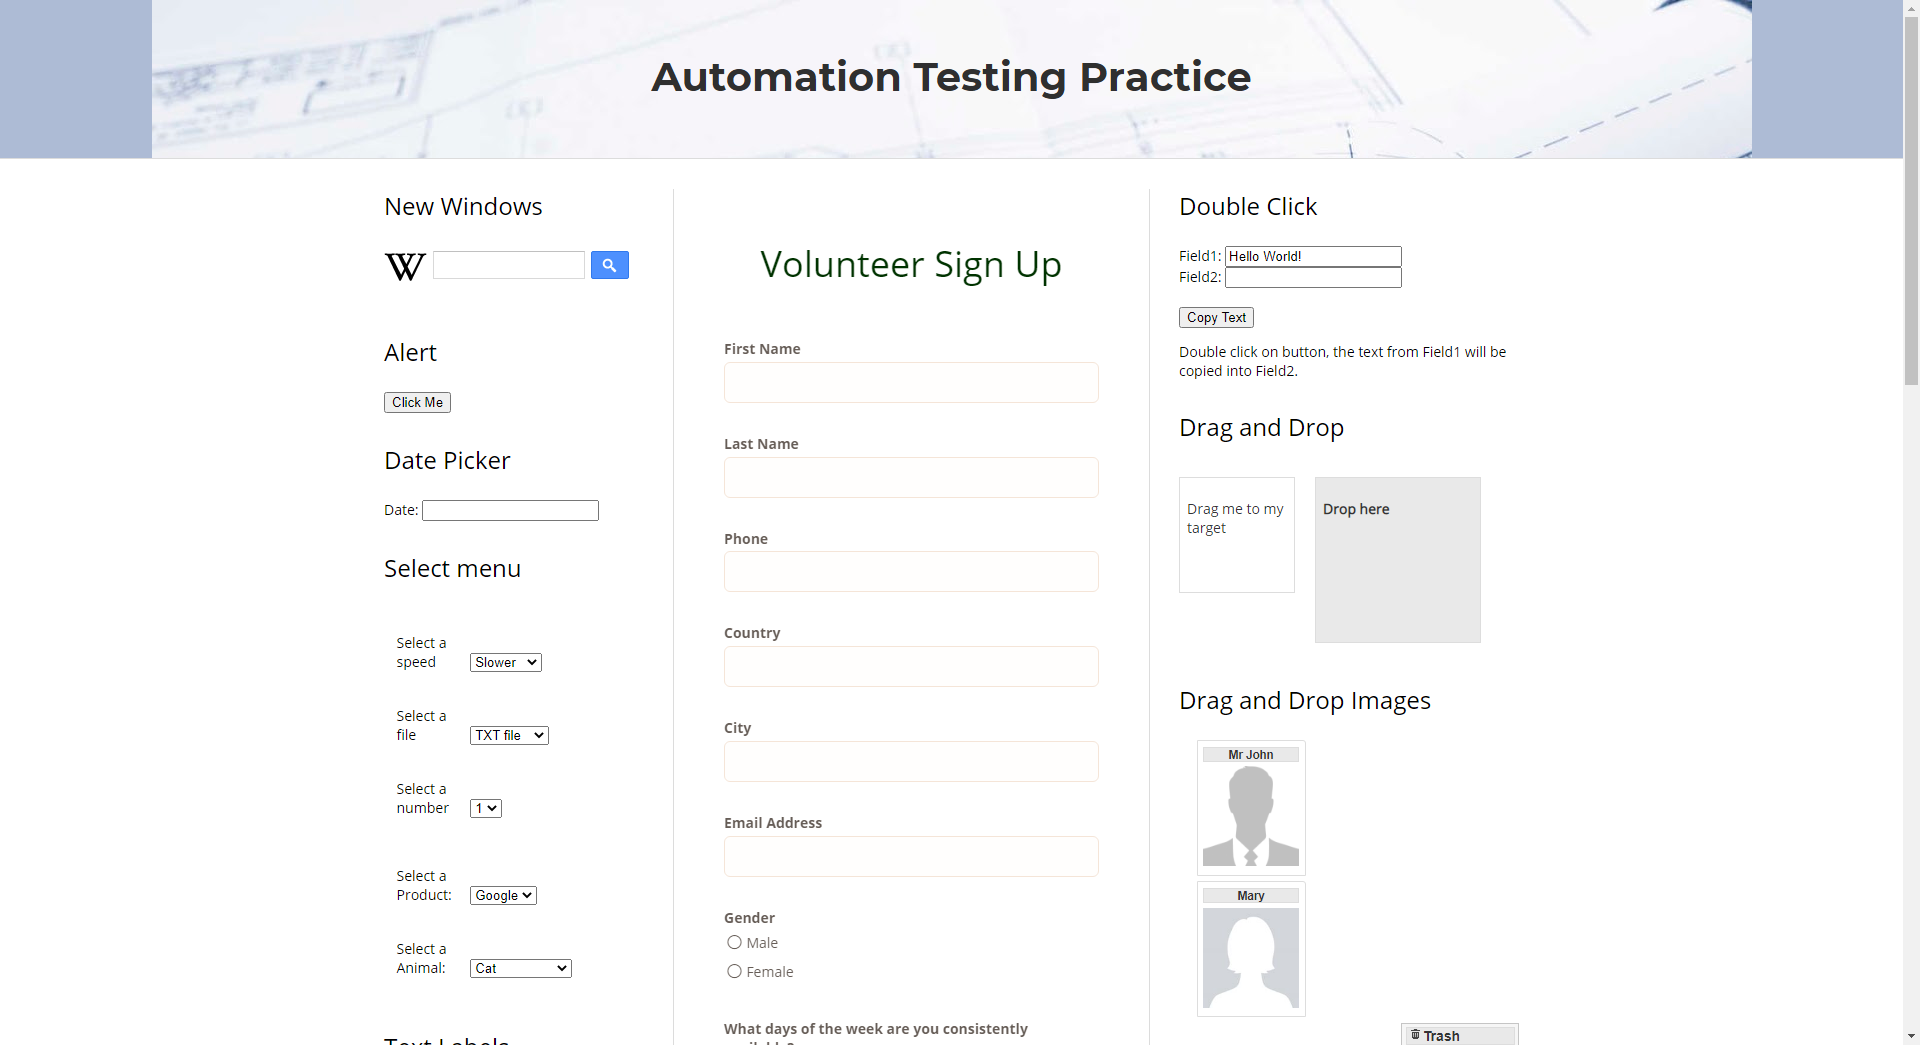 Automation Testing Practice
New Windows
W
Alert
Click Me
Date Picker
Date:
Select menu
Select a
speed
Slower
Select a
file
TXT file
Select a
number
1
Select a
Product:
Google
Select a
Animal:
Cat
Text Labels
Volunteer Sign Up
First Name
Last Name
Phone
Country
City
Email Address
Gender
Male
Female
What days of the week are you consistently
Double Click
Field1: Hello World!
Field2:
Copy Text
Double click on button, the text from Field1 will be
copied into Field2.
Drag and Drop
Drag me to my
target
Drop here
Drag and Drop Images
Mr John
Mary
Trash